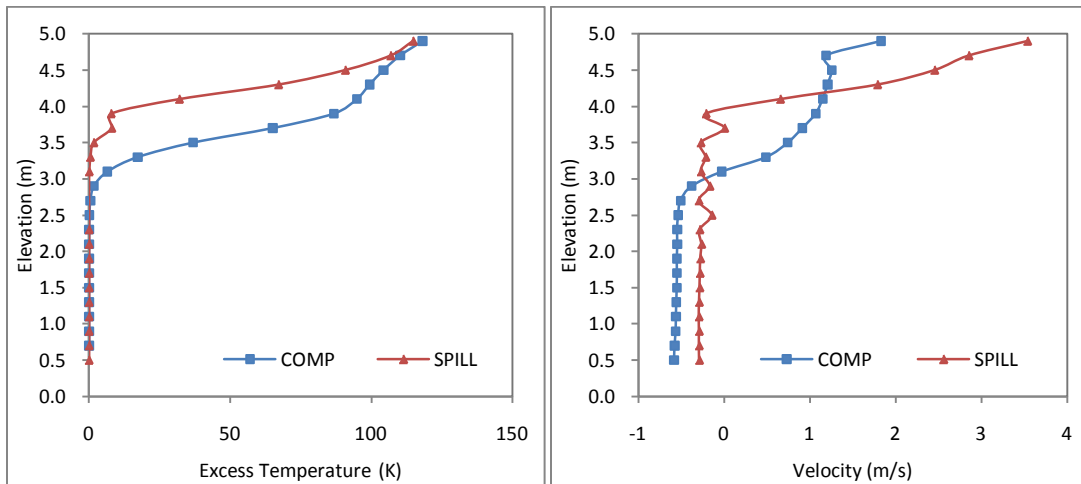 5.0
4.5
4.0
3.5
3.0
2.5
2.0
1.5
1.0
0.5
0.0
Elevation (m)
COMP SPILL
0 50 100 150
Excess Temperature (K)
5.0
4.5
4.0
3.5
3.0
2.5
2.0
1.5
1.0
0.5
0.0
Elevation (m)
COMP SPILL
-1 0 1 2 3 4
Velocity (m/s)